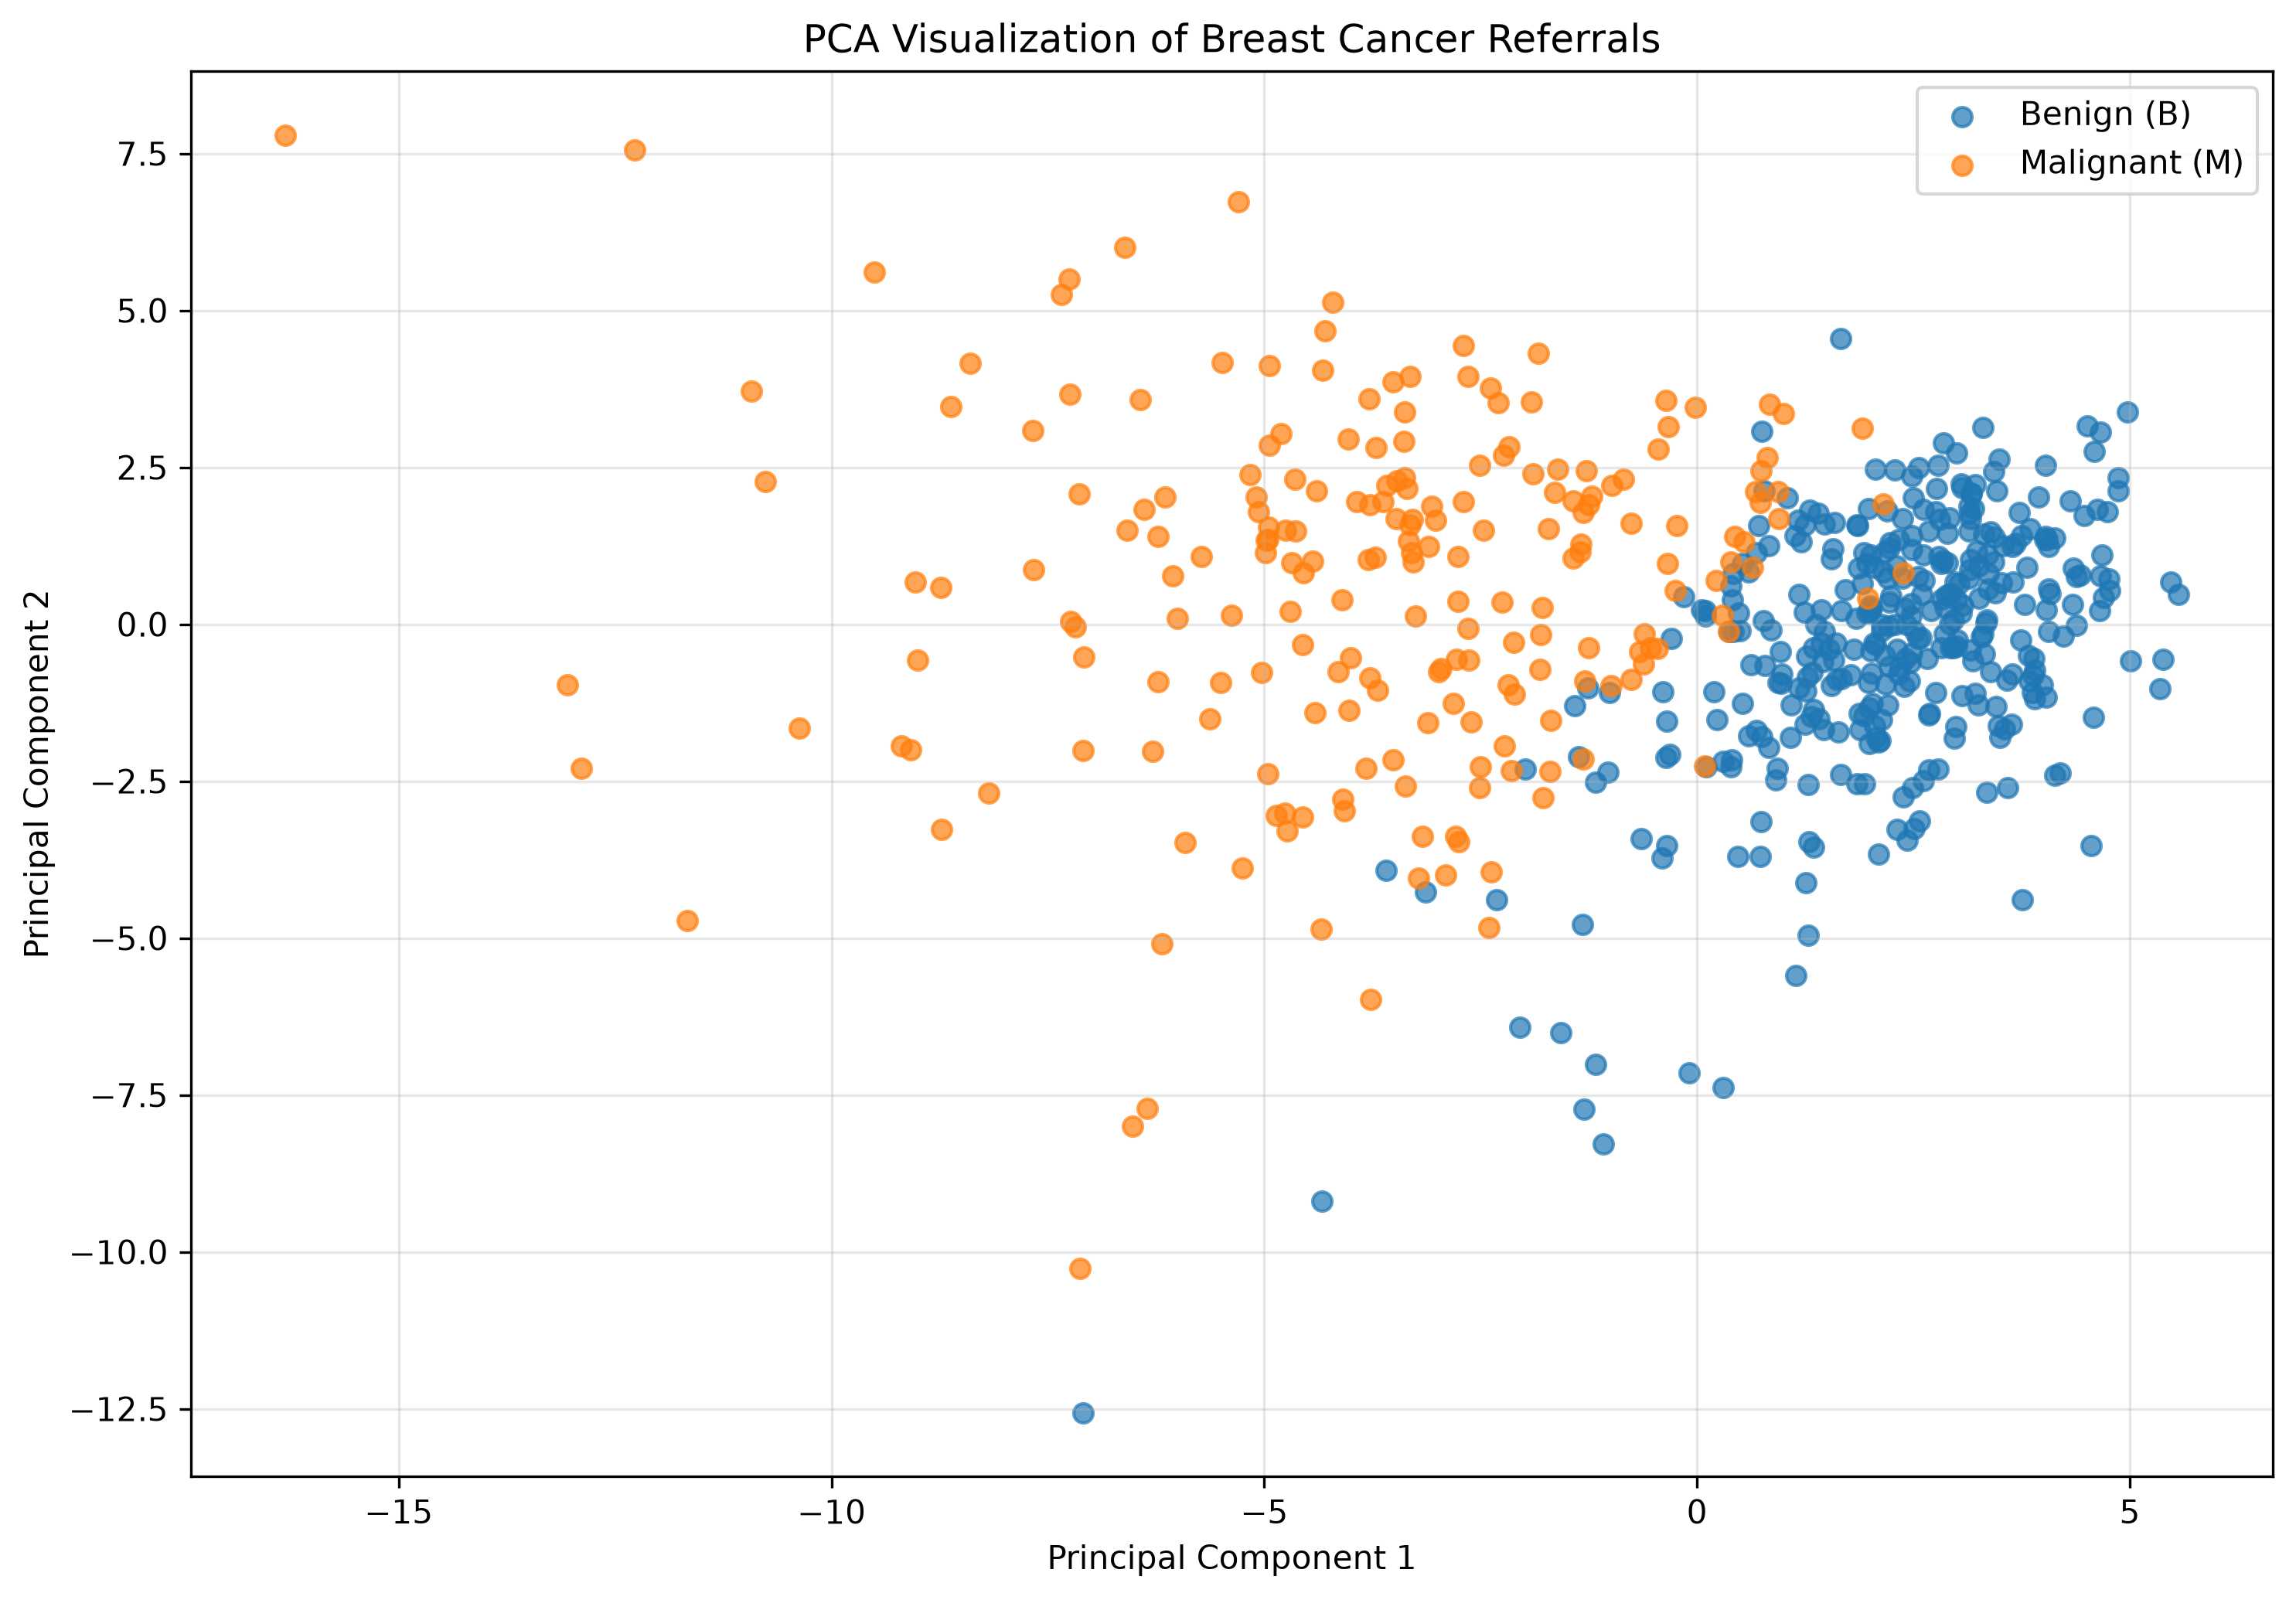 PCA Visualization of Breast Cancer Referrals
Benign (B)
Malignant (M)
7.5
5.0
2.5
0.0
−2.5
−5.0
−7.5
−10.0
−12.5
Principal Component 2
−15
−10
−5
0
5
Principal Component 1